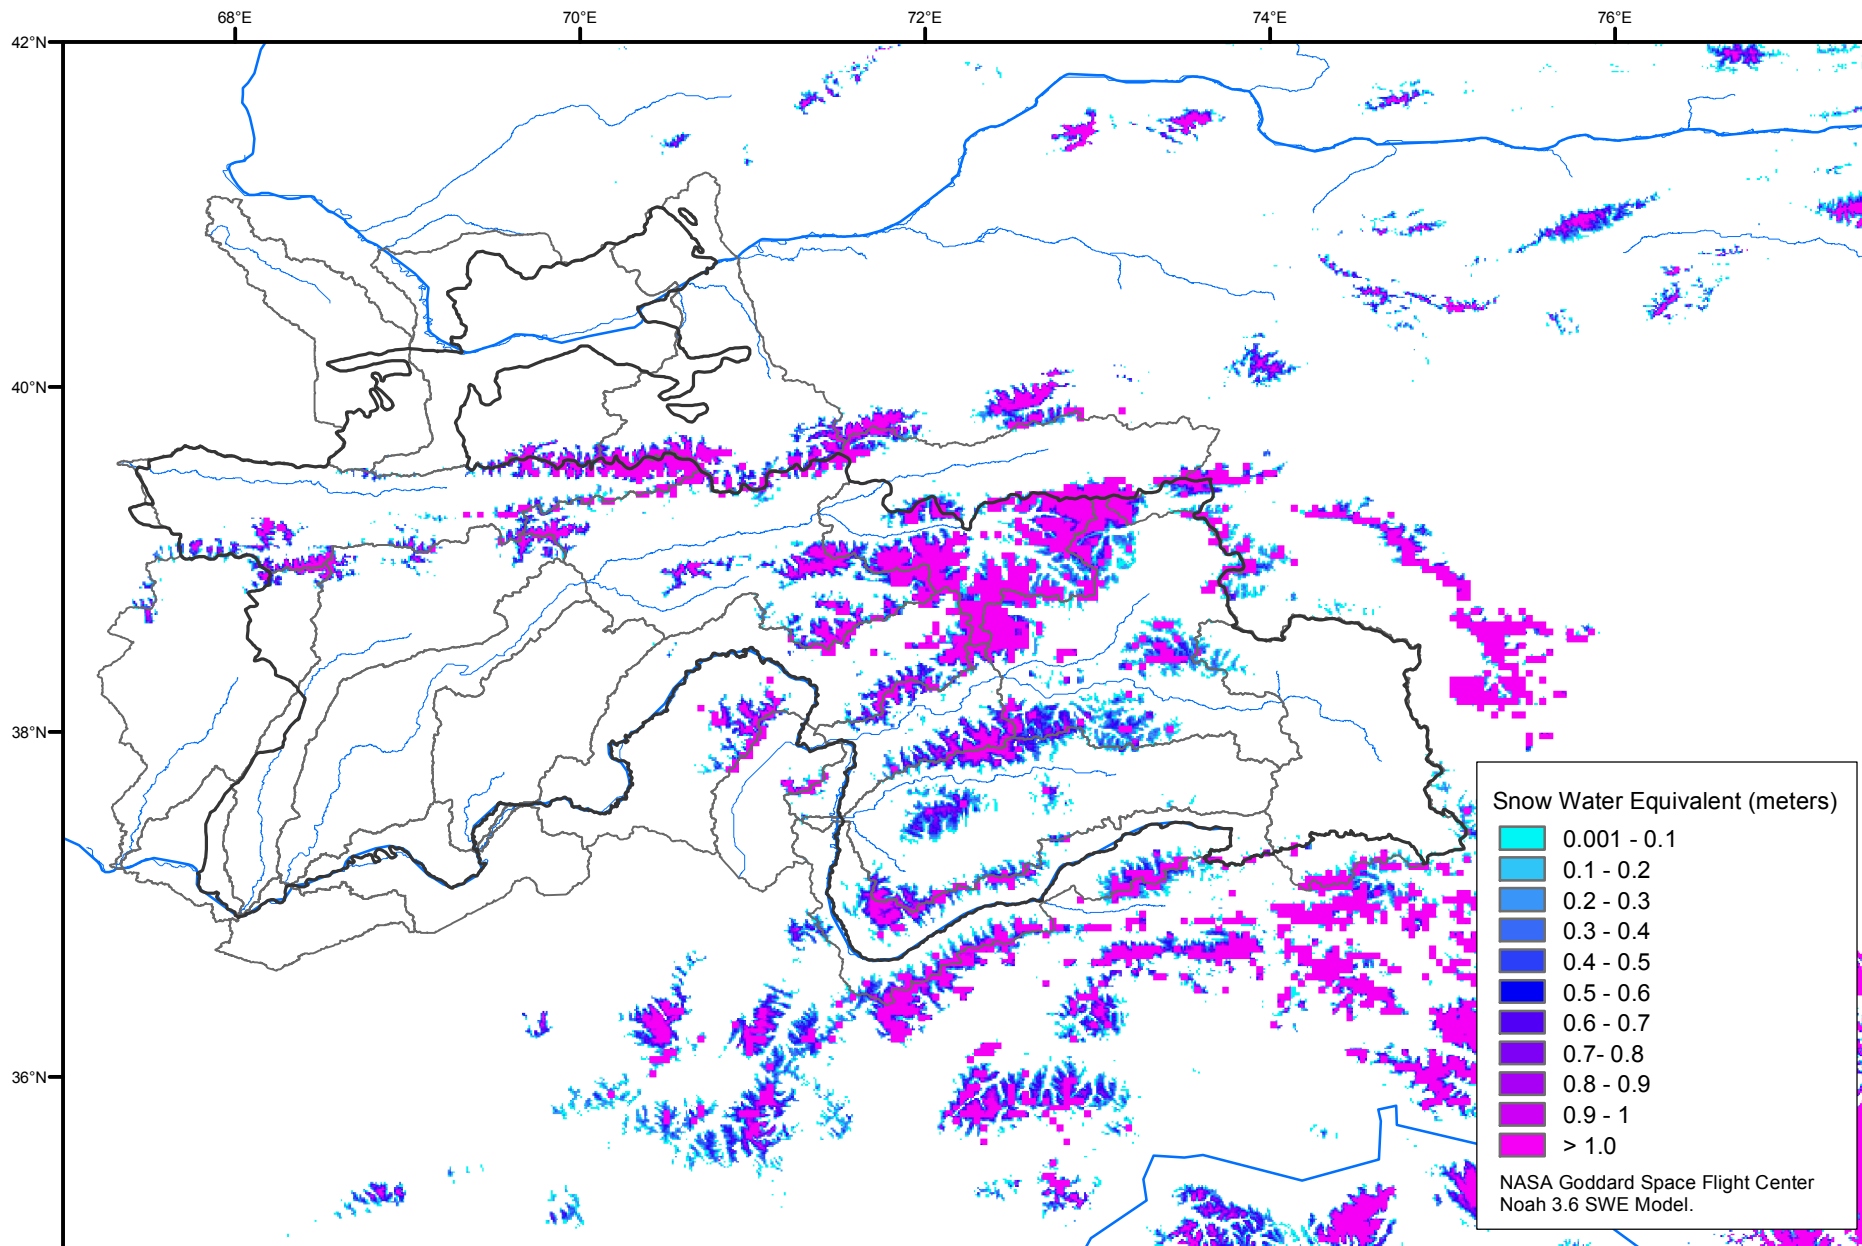 68°E
70°E
72°E
74°E
76°E
42°N
40°N
38°N
36°N
Snow Water Equivalent (meters)
0.001 - 0.1
0.1 - 0.2
0.2 - 0.3
0.3 - 0.4
0.4 - 0.5
0.5 - 0.6
0.6 - 0.7
0.7- 0.8
0.8 - 0.9
0.9 - 1
> 1.0
NASA Goddard Space Flight Center
Noah 3.6 SWE Model.